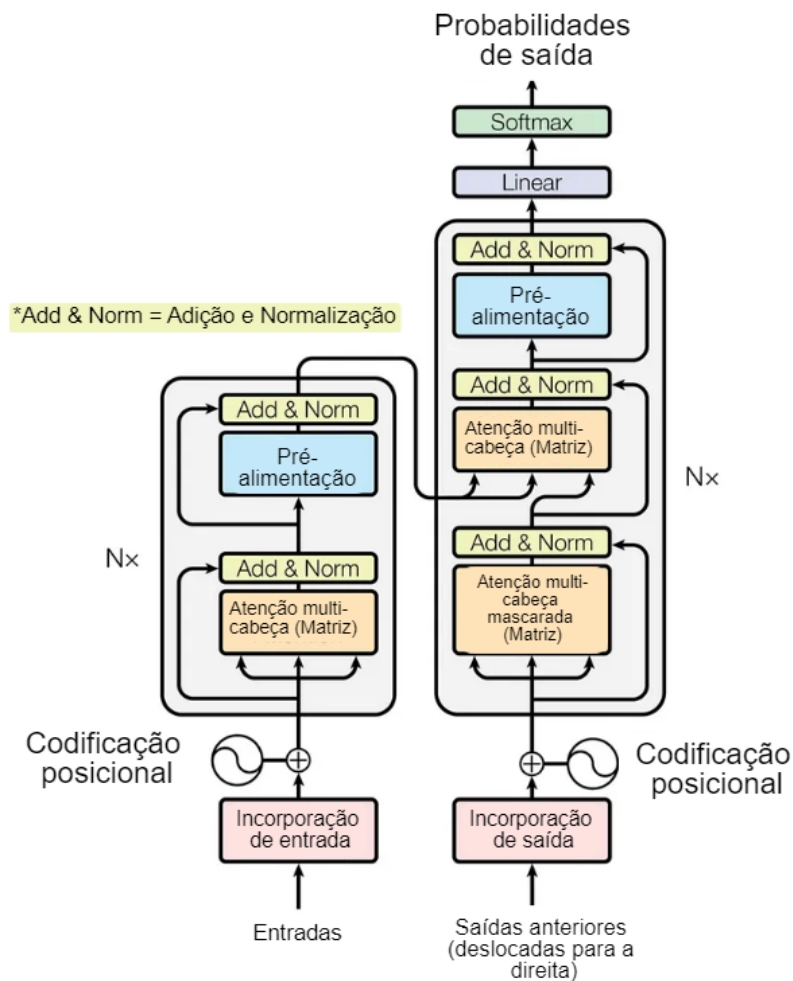 Probabilidades
de saída
Softmax
Linear
Add & Norm
Pré-
alimentação
Add & Norm
Atenção multi-
cabeça (Matriz)
Nx
Add & Norm
Atenção multi-
cabeça
mascarada
(Matriz)
*Add & Norm = Adição e Normalização
Add & Norm
Pré-
alimentação
Nx
Add & Norm
Atenção multi-
cabeça (Matriz)
Codificação
posicional
Codificação
posicional
Incorporação
de entrada
Incorporação
de saída
Entradas
Saídas anteriores
(deslocadas para a
direita)